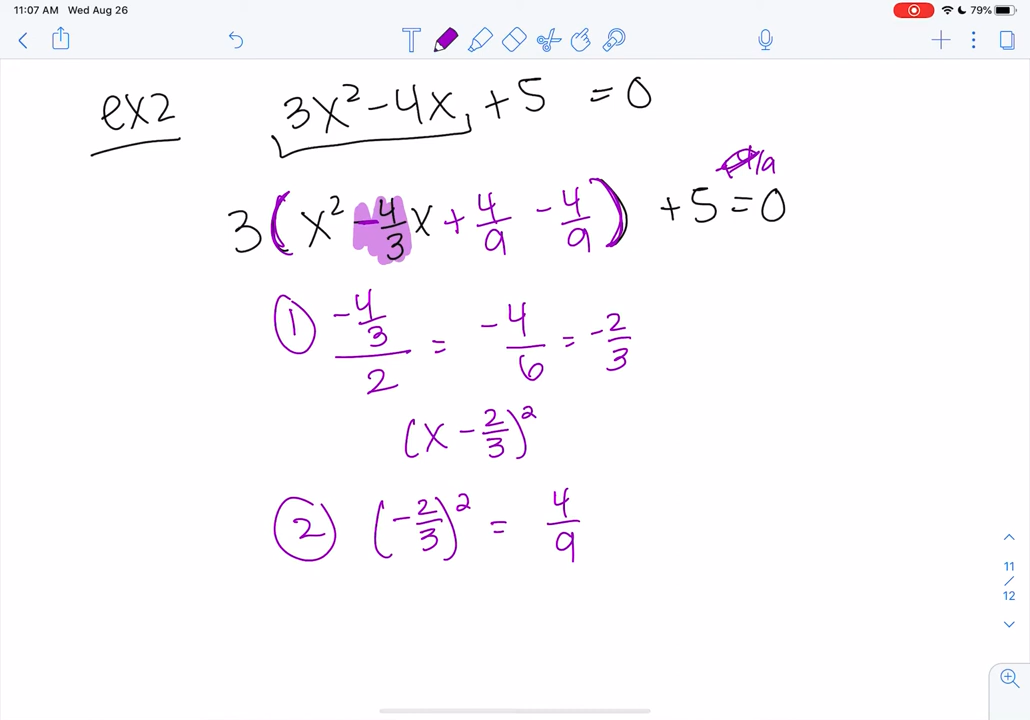 11:07 AM Wed Aug 26 79%
T
ex2 3x² - 4x + 5 = 0
3(x² - 4/3 x + 4/9 - 4/9) + 5 = 0
① (-4/3)/2 = -4/6 = -2/3
(x - 2/3)²
② (-2/3)² = 4/9
11
/
12